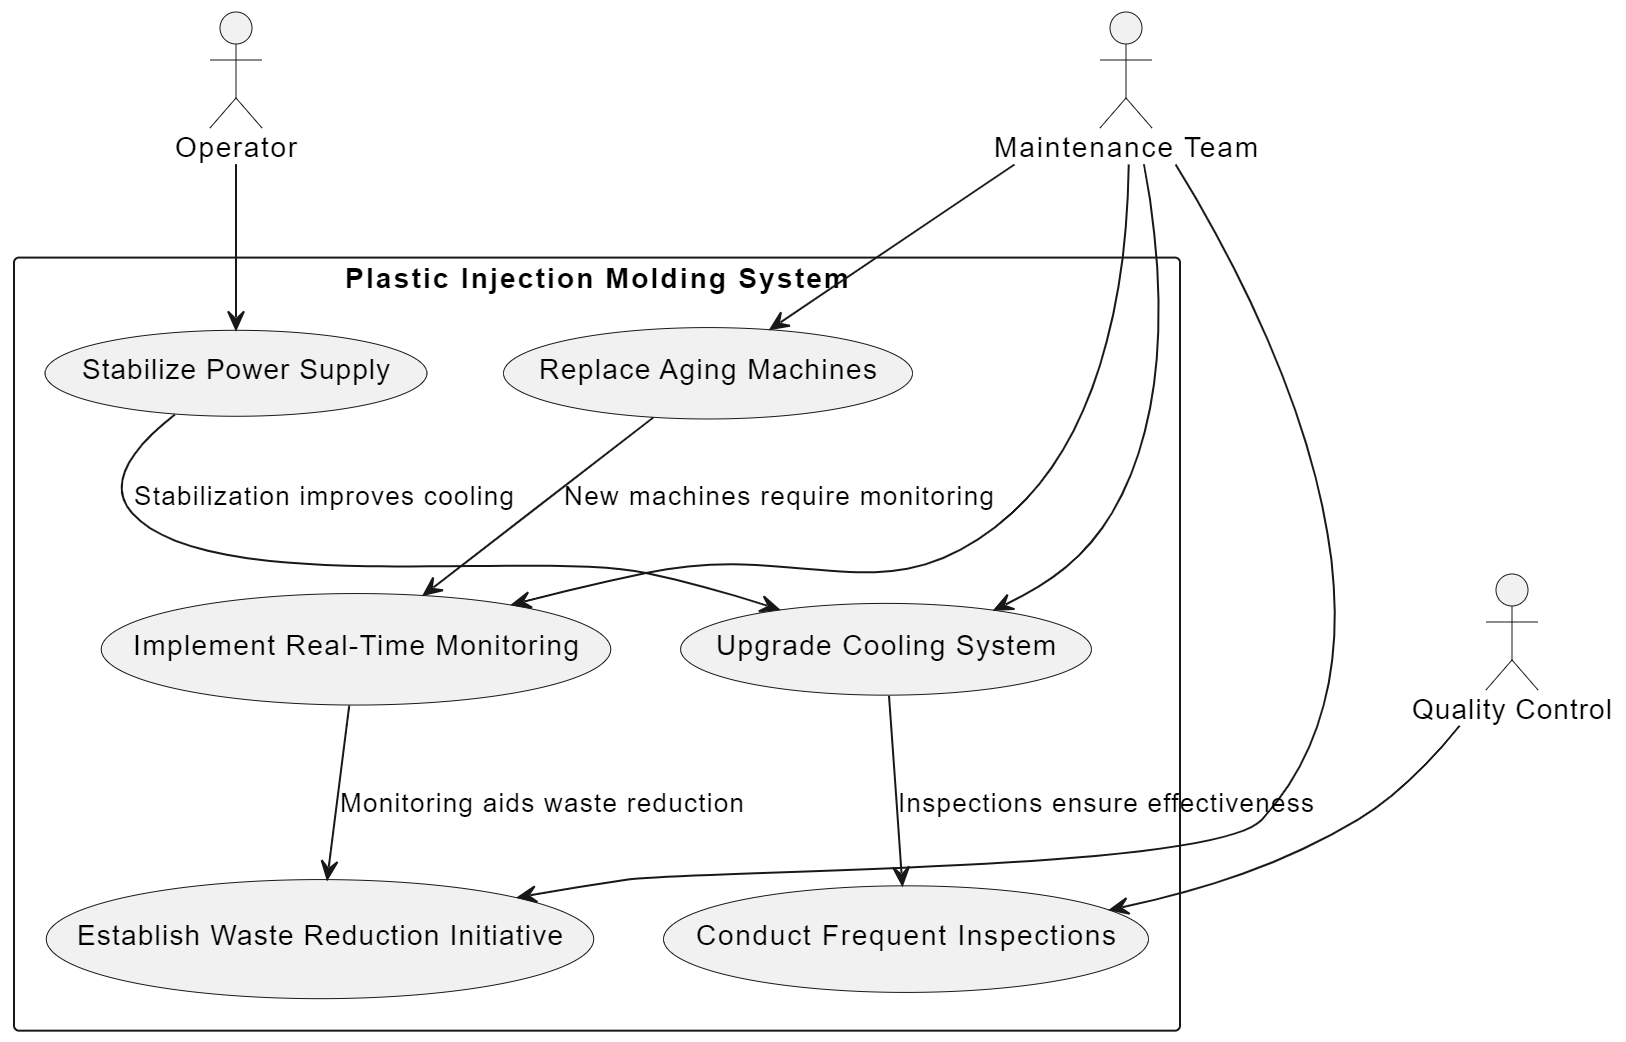 Operator
Maintenance Team
Plastic Injection Molding System
Stabilize Power Supply
Replace Aging Machines
Stabilization improves cooling
New machines require monitoring
Implement Real-Time Monitoring
Upgrade Cooling System
Quality Control
Monitoring aids waste reduction
Inspections ensure effectiveness
Establish Waste Reduction Initiative
Conduct Frequent Inspections